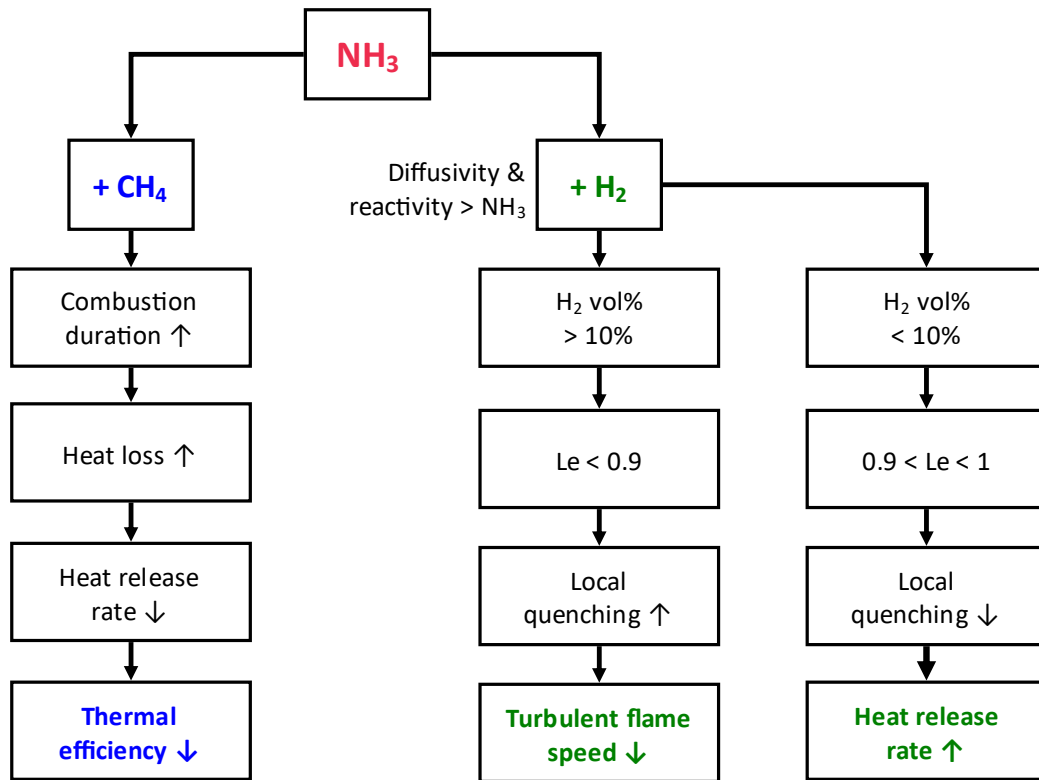 NH₃
+ CH₄
Diffusivity &
reactivity > NH₃
+ H₂
Combustion
duration ↑
H₂ vol%
> 10%
H₂ vol%
< 10%
Heat loss ↑
Le < 0.9
0.9 < Le < 1
Heat release
rate ↓
Local
quenching ↑
Local
quenching ↓
Thermal
efficiency ↓
Turbulent flame
speed ↓
Heat release
rate ↑